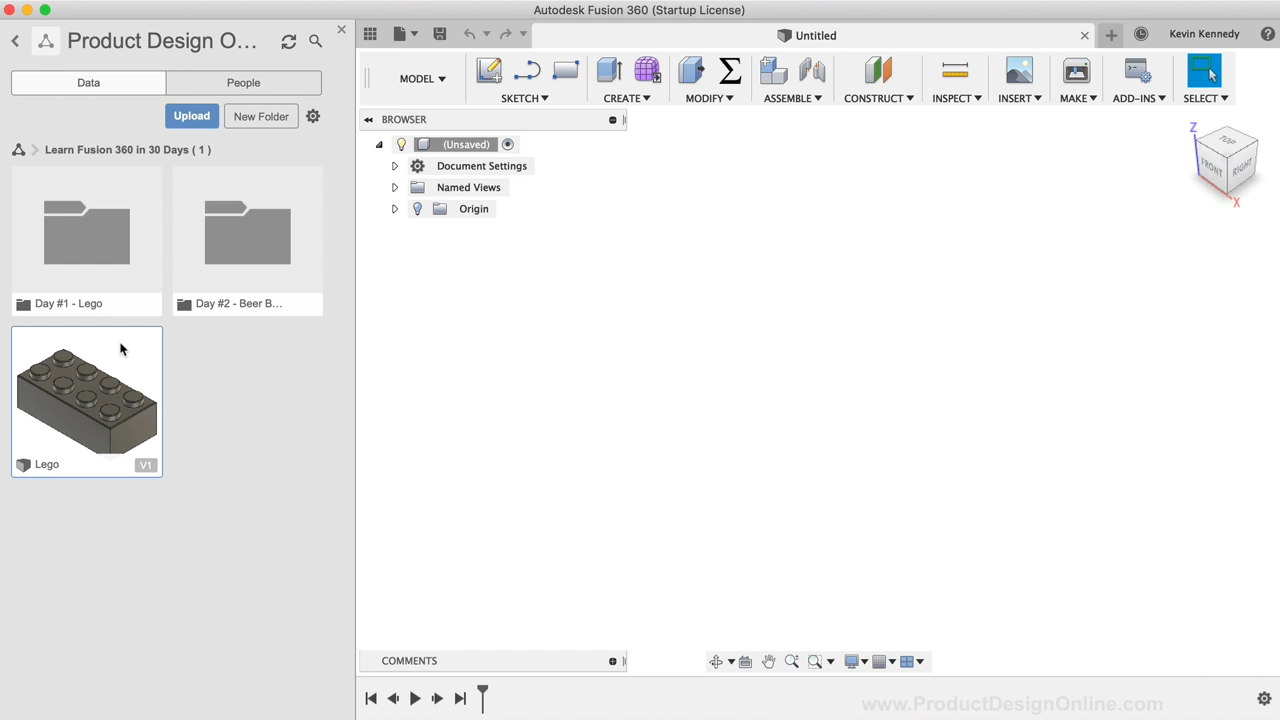 Autodesk Fusion 360 (Startup License)
Product Design O...
Untitled
Kevin Kennedy
Data
People
MODEL
SKETCH
CREATE
MODIFY
ASSEMBLE
CONSTRUCT
INSPECT
INSERT
MAKE
ADD-INS
SELECT
Upload
New Folder
BROWSER
Learn Fusion 360 in 30 Days ( 1 )
(Unsaved)
Document Settings
Named Views
Origin
Z
TOP
FRONT
RIGHT
X
Day #1 - Lego
Day #2 - Beer B...
Lego
V1
COMMENTS
www.ProductDesignOnline.com